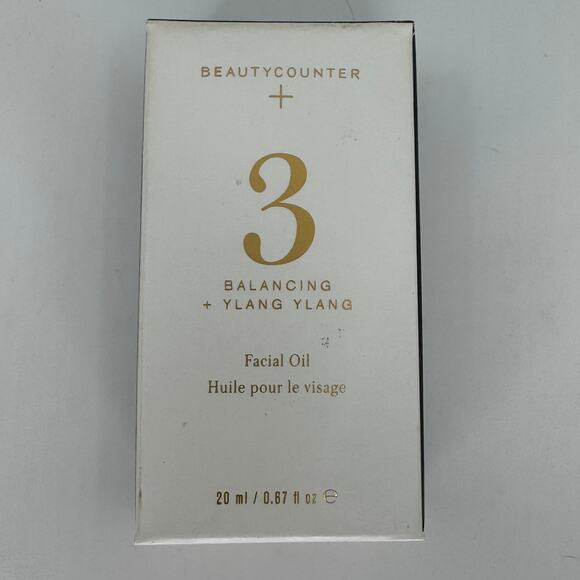 BEAUTYCOUNTER
+
3
BALANCING
+ YLANG YLANG
Facial Oil
Huile pour le visage
20 ml / 0.67 fl oz ℮